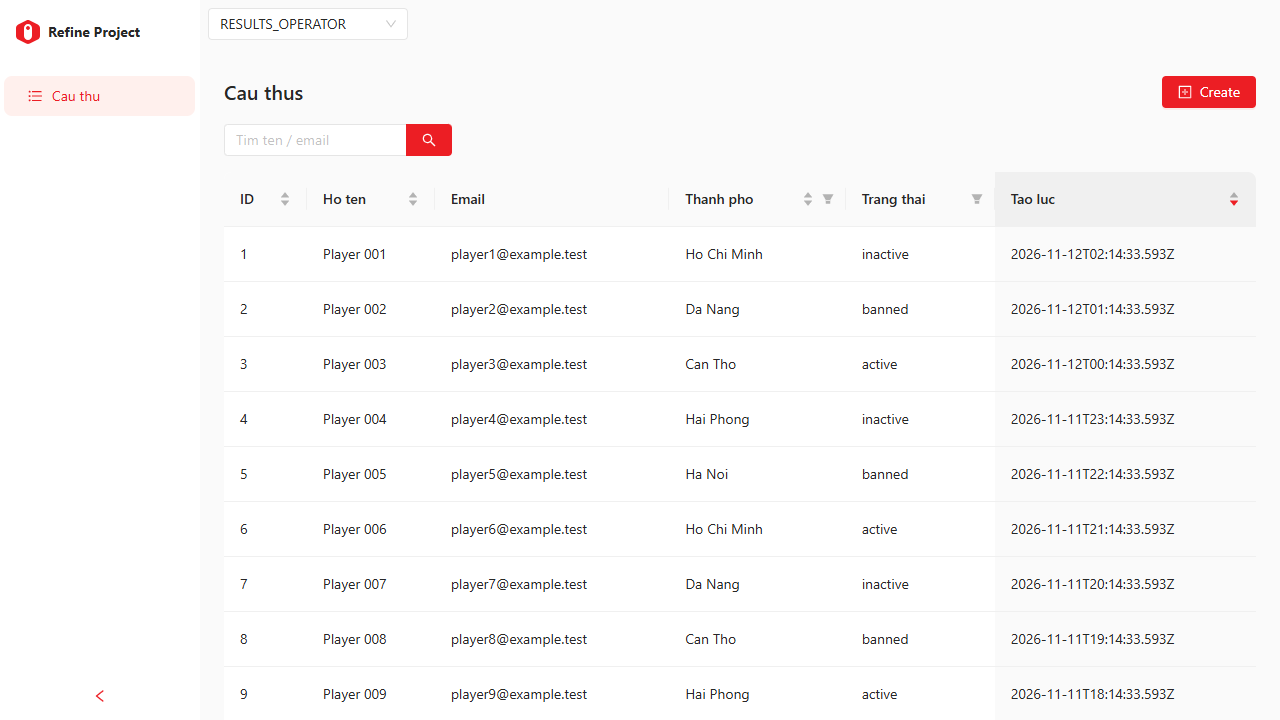 Refine Project
RESULTS_OPERATOR
Cau thu
Cau thus
Create
Tim ten / email
ID Ho ten Email Thanh pho Trang thai Tao luc
1 Player 001 player1@example.test Ho Chi Minh inactive 2026-11-12T02:14:33.593Z
2 Player 002 player2@example.test Da Nang banned 2026-11-12T01:14:33.593Z
3 Player 003 player3@example.test Can Tho active 2026-11-12T00:14:33.593Z
4 Player 004 player4@example.test Hai Phong inactive 2026-11-11T23:14:33.593Z
5 Player 005 player5@example.test Ha Noi banned 2026-11-11T22:14:33.593Z
6 Player 006 player6@example.test Ho Chi Minh active 2026-11-11T21:14:33.593Z
7 Player 007 player7@example.test Da Nang inactive 2026-11-11T20:14:33.593Z
8 Player 008 player8@example.test Can Tho banned 2026-11-11T19:14:33.593Z
9 Player 009 player9@example.test Hai Phong active 2026-11-11T18:14:33.593Z